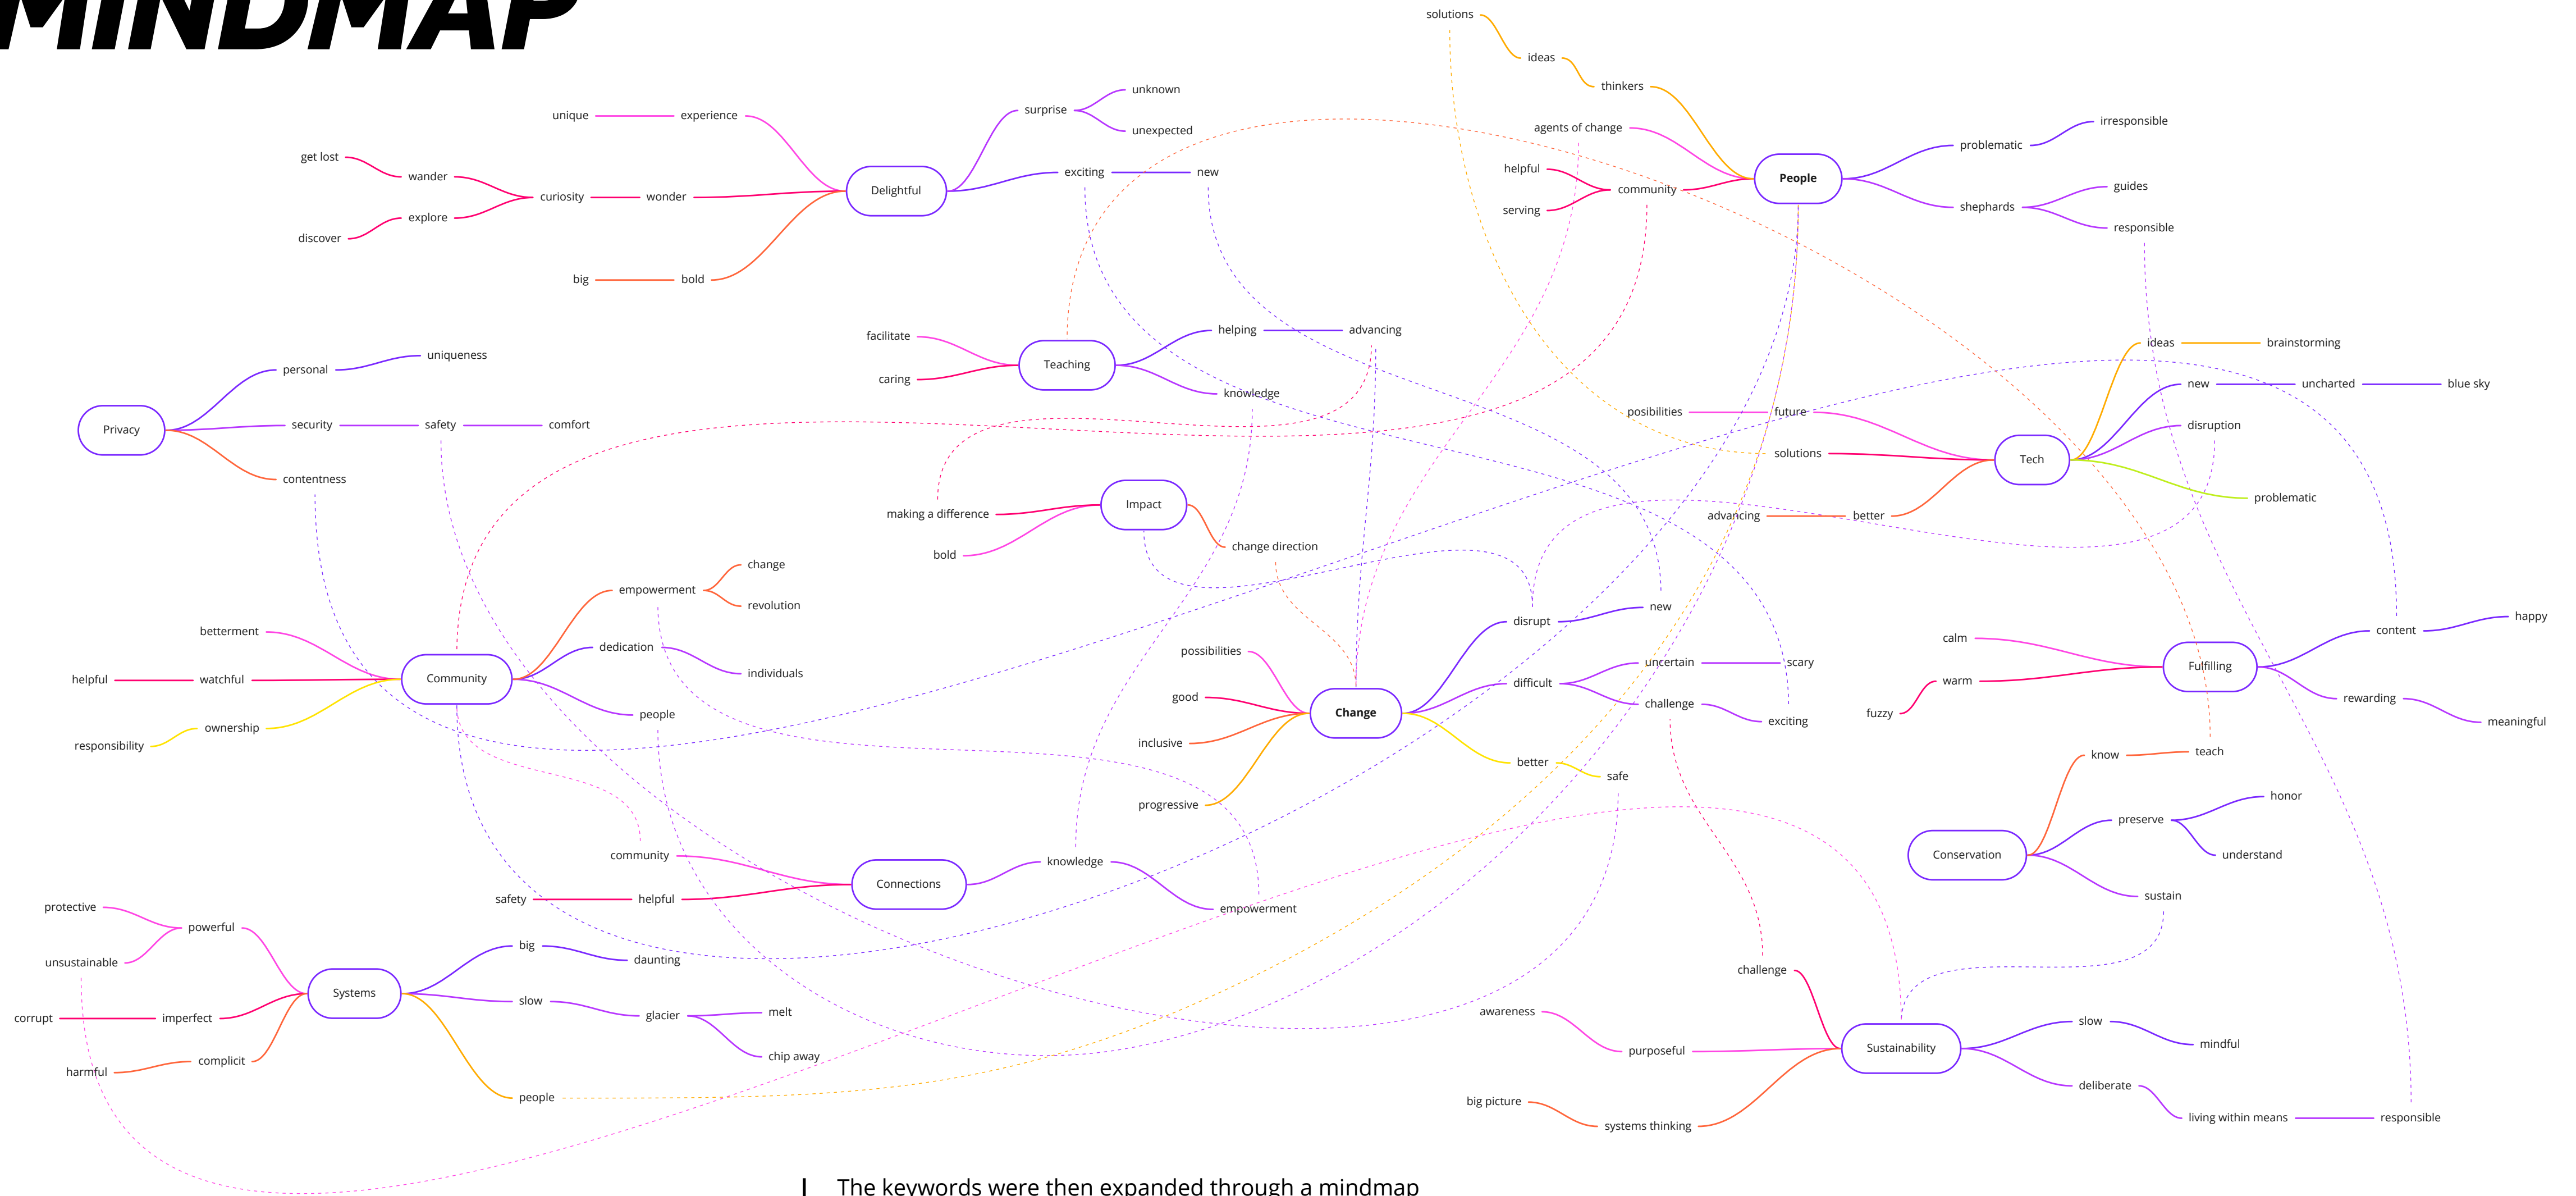 MINDMAP
solutions
ideas
thinkers
agents of change
helpful
community
serving
People
problematic
irresponsible
shephards
guides
responsible
unique
experience
get lost
wander
curiosity
wonder
explore
discover
big
bold
Delightful
surprise
unknown
unexpected
exciting
new
facilitate
caring
Teaching
helping
advancing
knowledge
Privacy
personal
uniqueness
security
safety
comfort
contentness
ideas
brainstorming
new
uncharted
blue sky
disruption
problematic
Tech
posibilities
future
solutions
advancing
better
making a difference
bold
Impact
change direction
betterment
helpful
watchful
ownership
responsibility
Community
empowerment
change
revolution
dedication
individuals
people
possibilities
good
inclusive
progressive
Change
disrupt
new
difficult
uncertain
scary
challenge
exciting
better
safe
calm
warm
fuzzy
Fulfilling
content
happy
rewarding
meaningful
Conservation
know
teach
preserve
honor
understand
sustain
community
safety
helpful
Connections
knowledge
empowerment
protective
powerful
unsustainable
corrupt
imperfect
harmful
complicit
Systems
big
daunting
slow
glacier
melt
chip away
people
challenge
awareness
purposeful
big picture
systems thinking
Sustainability
slow
mindful
deliberate
living within means
responsible
The keywords were then expanded through a mindmap